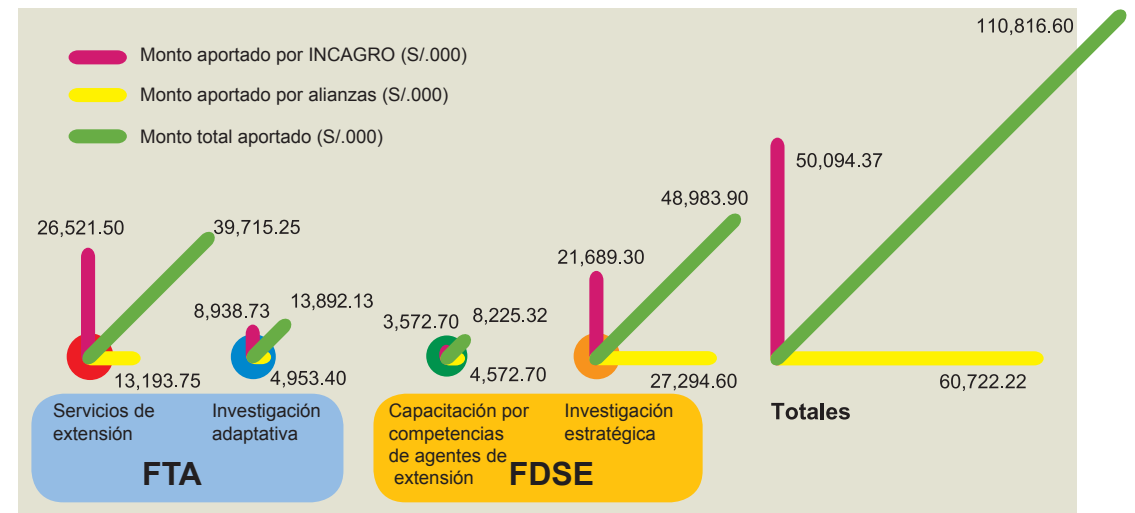 110,816.60
Monto aportado por INCAGRO (S/.000)
Monto aportado por alianzas (S/.000)
Monto total aportado (S/.000)
50,094.37
48,983.90
26,521.50
39,715.25
21,689.30
8,938.73
13,892.13
3,572.70
8,225.32
13,193.75
4,953.40
4,572.70
27,294.60
60,722.22
Servicios de
extensión
Investigación
adaptativa
FTA
Capacitación por
competencias
de agentes de
extensión
Investigación
estratégica
FDSE
Totales